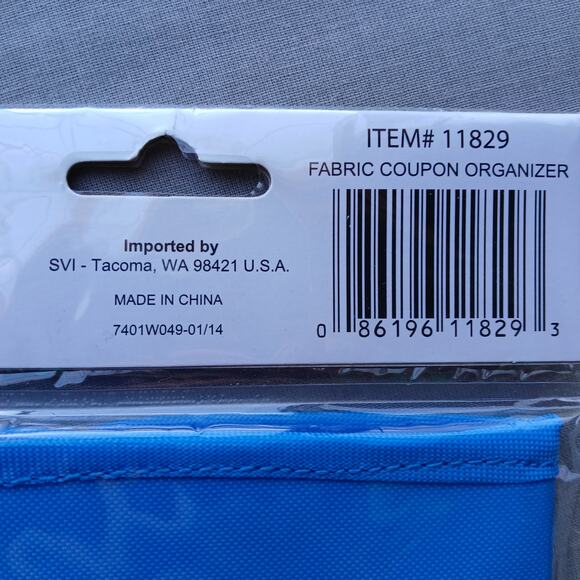 ITEM# 11829
FABRIC COUPON ORGANIZER
0 86196 11829 3
Imported by
SVI - Tacoma, WA 98421 U.S.A.
MADE IN CHINA
7401W049-01/14